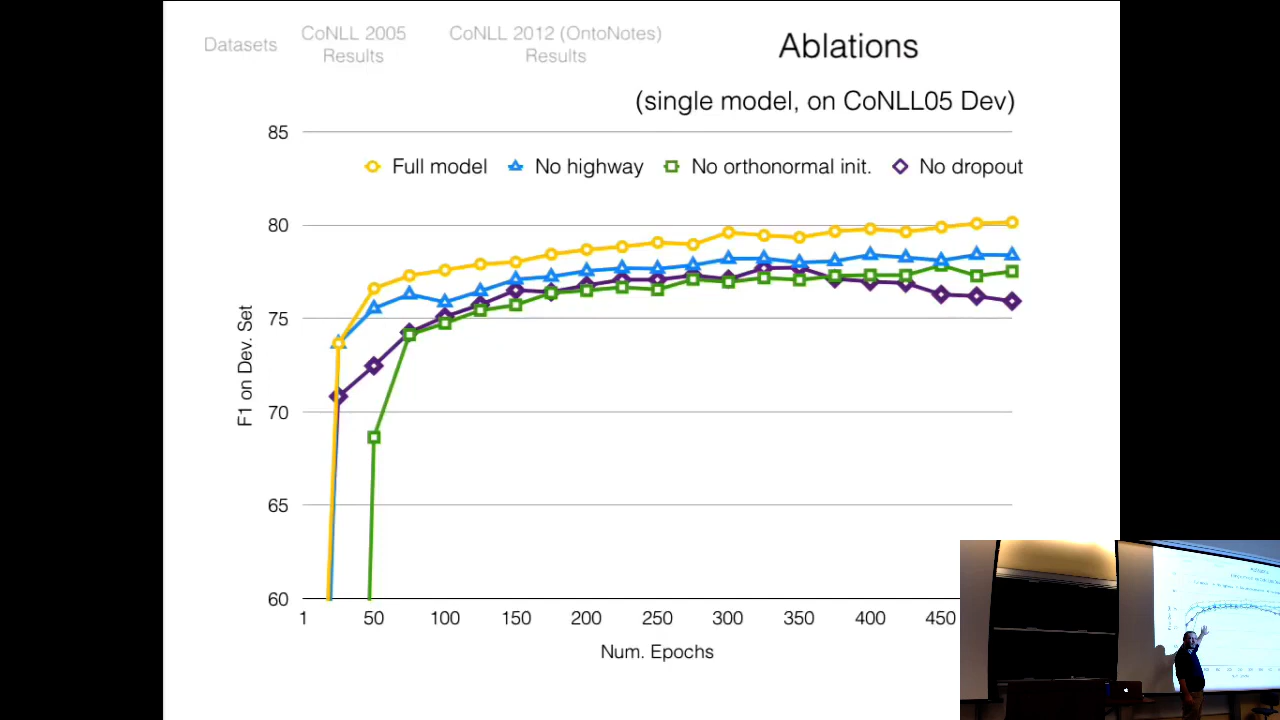 Datasets
CoNLL 2005
Results
CoNLL 2012 (OntoNotes)
Results
Ablations
(single model, on CoNLL05 Dev)
85
Full model
No highway
No orthonormal init.
No dropout
80
75
70
65
60
F1 on Dev. Set
1 50 100 150 200 250 300 350 400 450
Num. Epochs